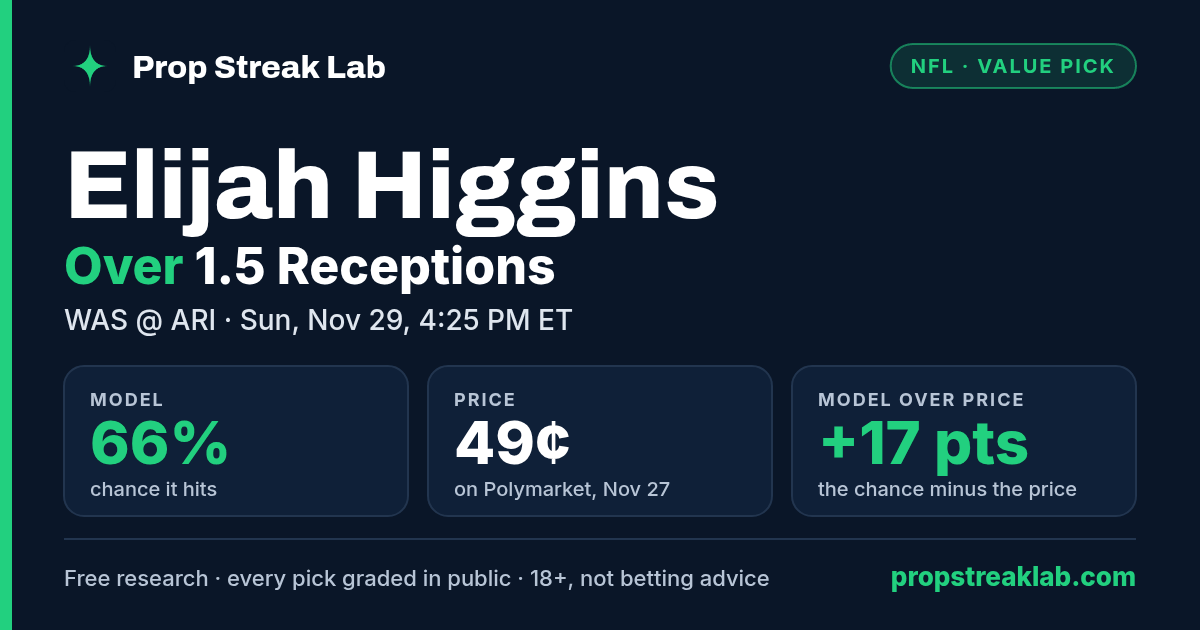 Prop Streak Lab
NFL · VALUE PICK
Elijah Higgins
Over 1.5 Receptions
WAS @ ARI · Sun, Nov 29, 4:25 PM ET
MODEL
66%
chance it hits
PRICE
49¢
on Polymarket, Nov 27
MODEL OVER PRICE
+17 pts
the chance minus the price
Free research · every pick graded in public · 18+, not betting advice
propstreaklab.com